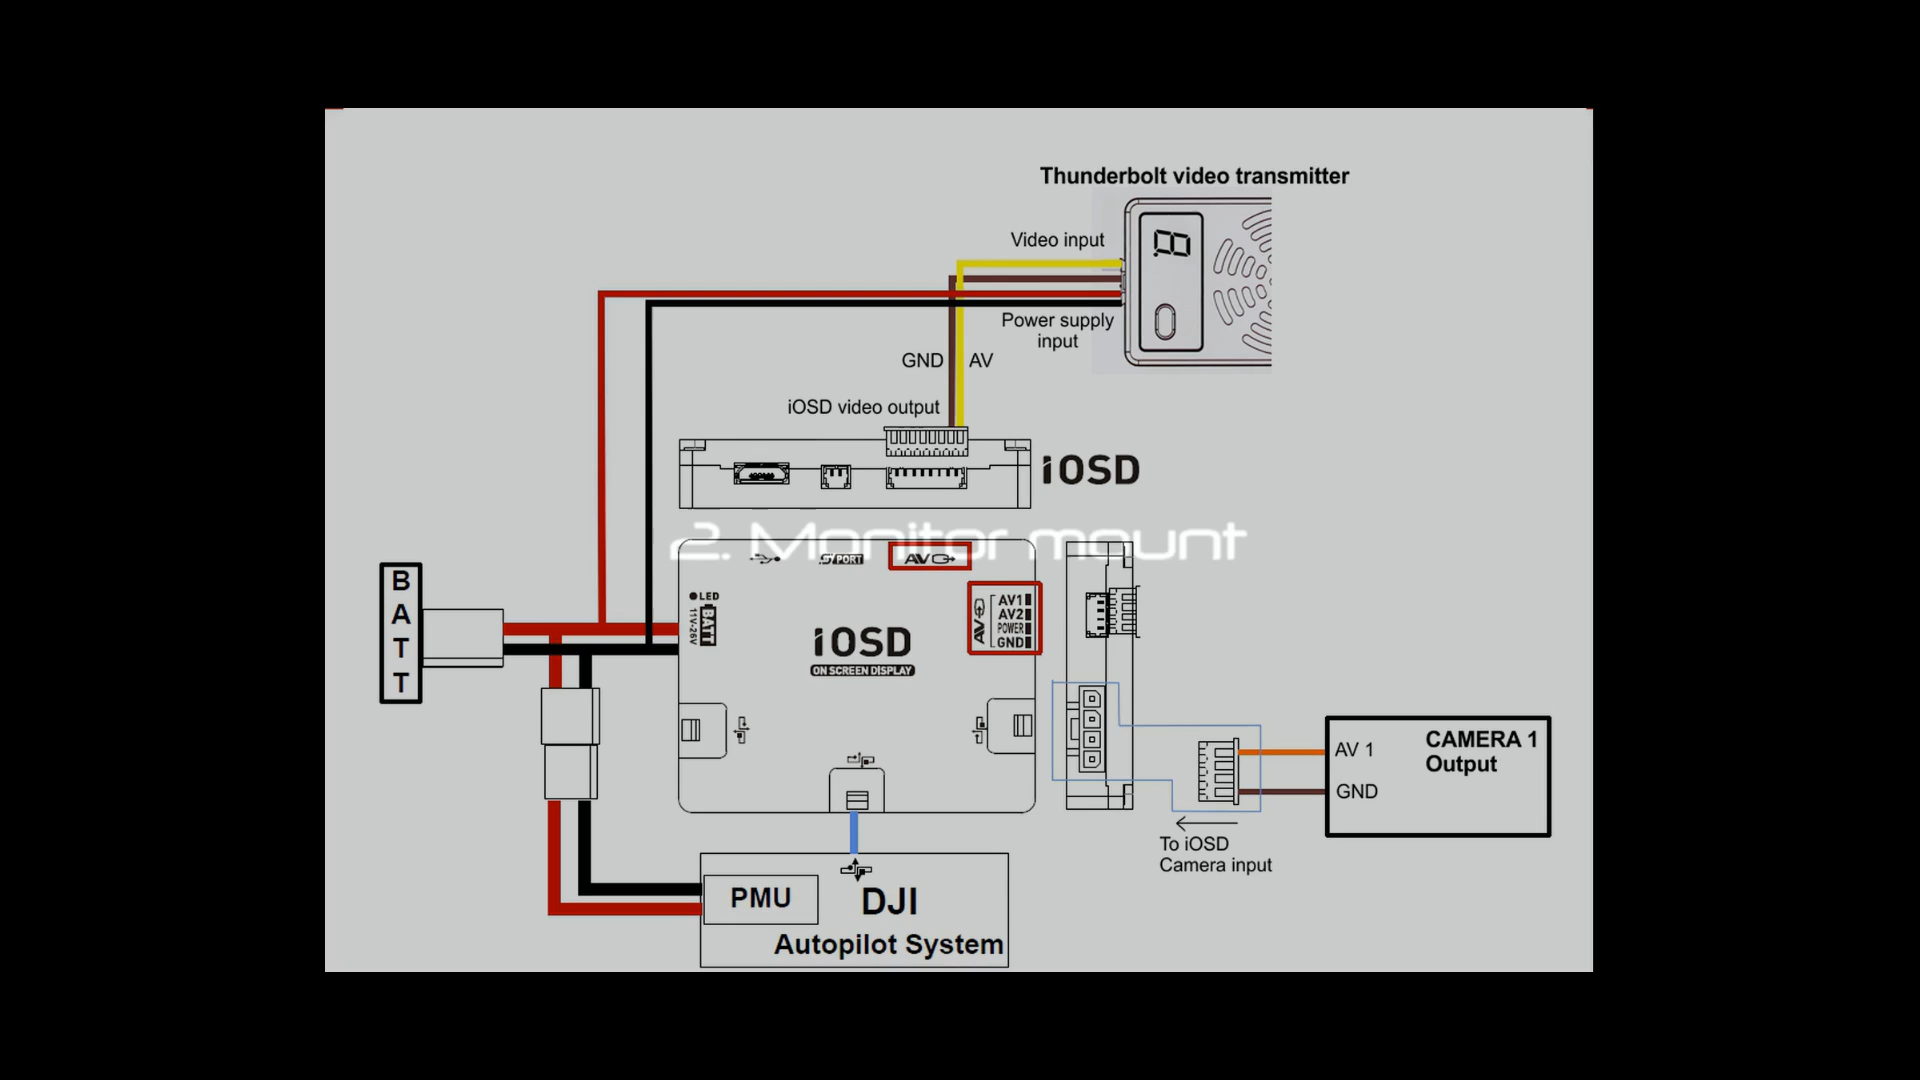 Thunderbolt video transmitter
Video input
8
Power supply
input
GND AV
iOSD video output
iOSD
2. Monitor mount
PORT
AV
LED
BATT
11V-26V
AV
AV1
AV2
POWER
GND
iOSD
ON SCREEN DISPLAY
BATT
AV 1
CAMERA 1
Output
GND
To iOSD
Camera input
PMU
DJI
Autopilot System